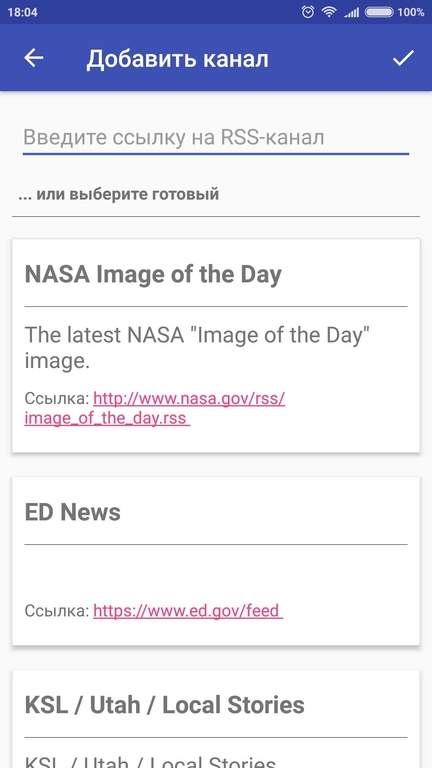 18:04 100%
Добавить канал
Введите ссылку на RSS-канал
... или выберите готовый
NASA Image of the Day
The latest NASA "Image of the Day"
image.
Ссылка: http://www.nasa.gov/rss/
image_of_the_day.rss
ED News
Ссылка: https://www.ed.gov/feed
KSL / Utah / Local Stories
KSL / Utah / Local Stories